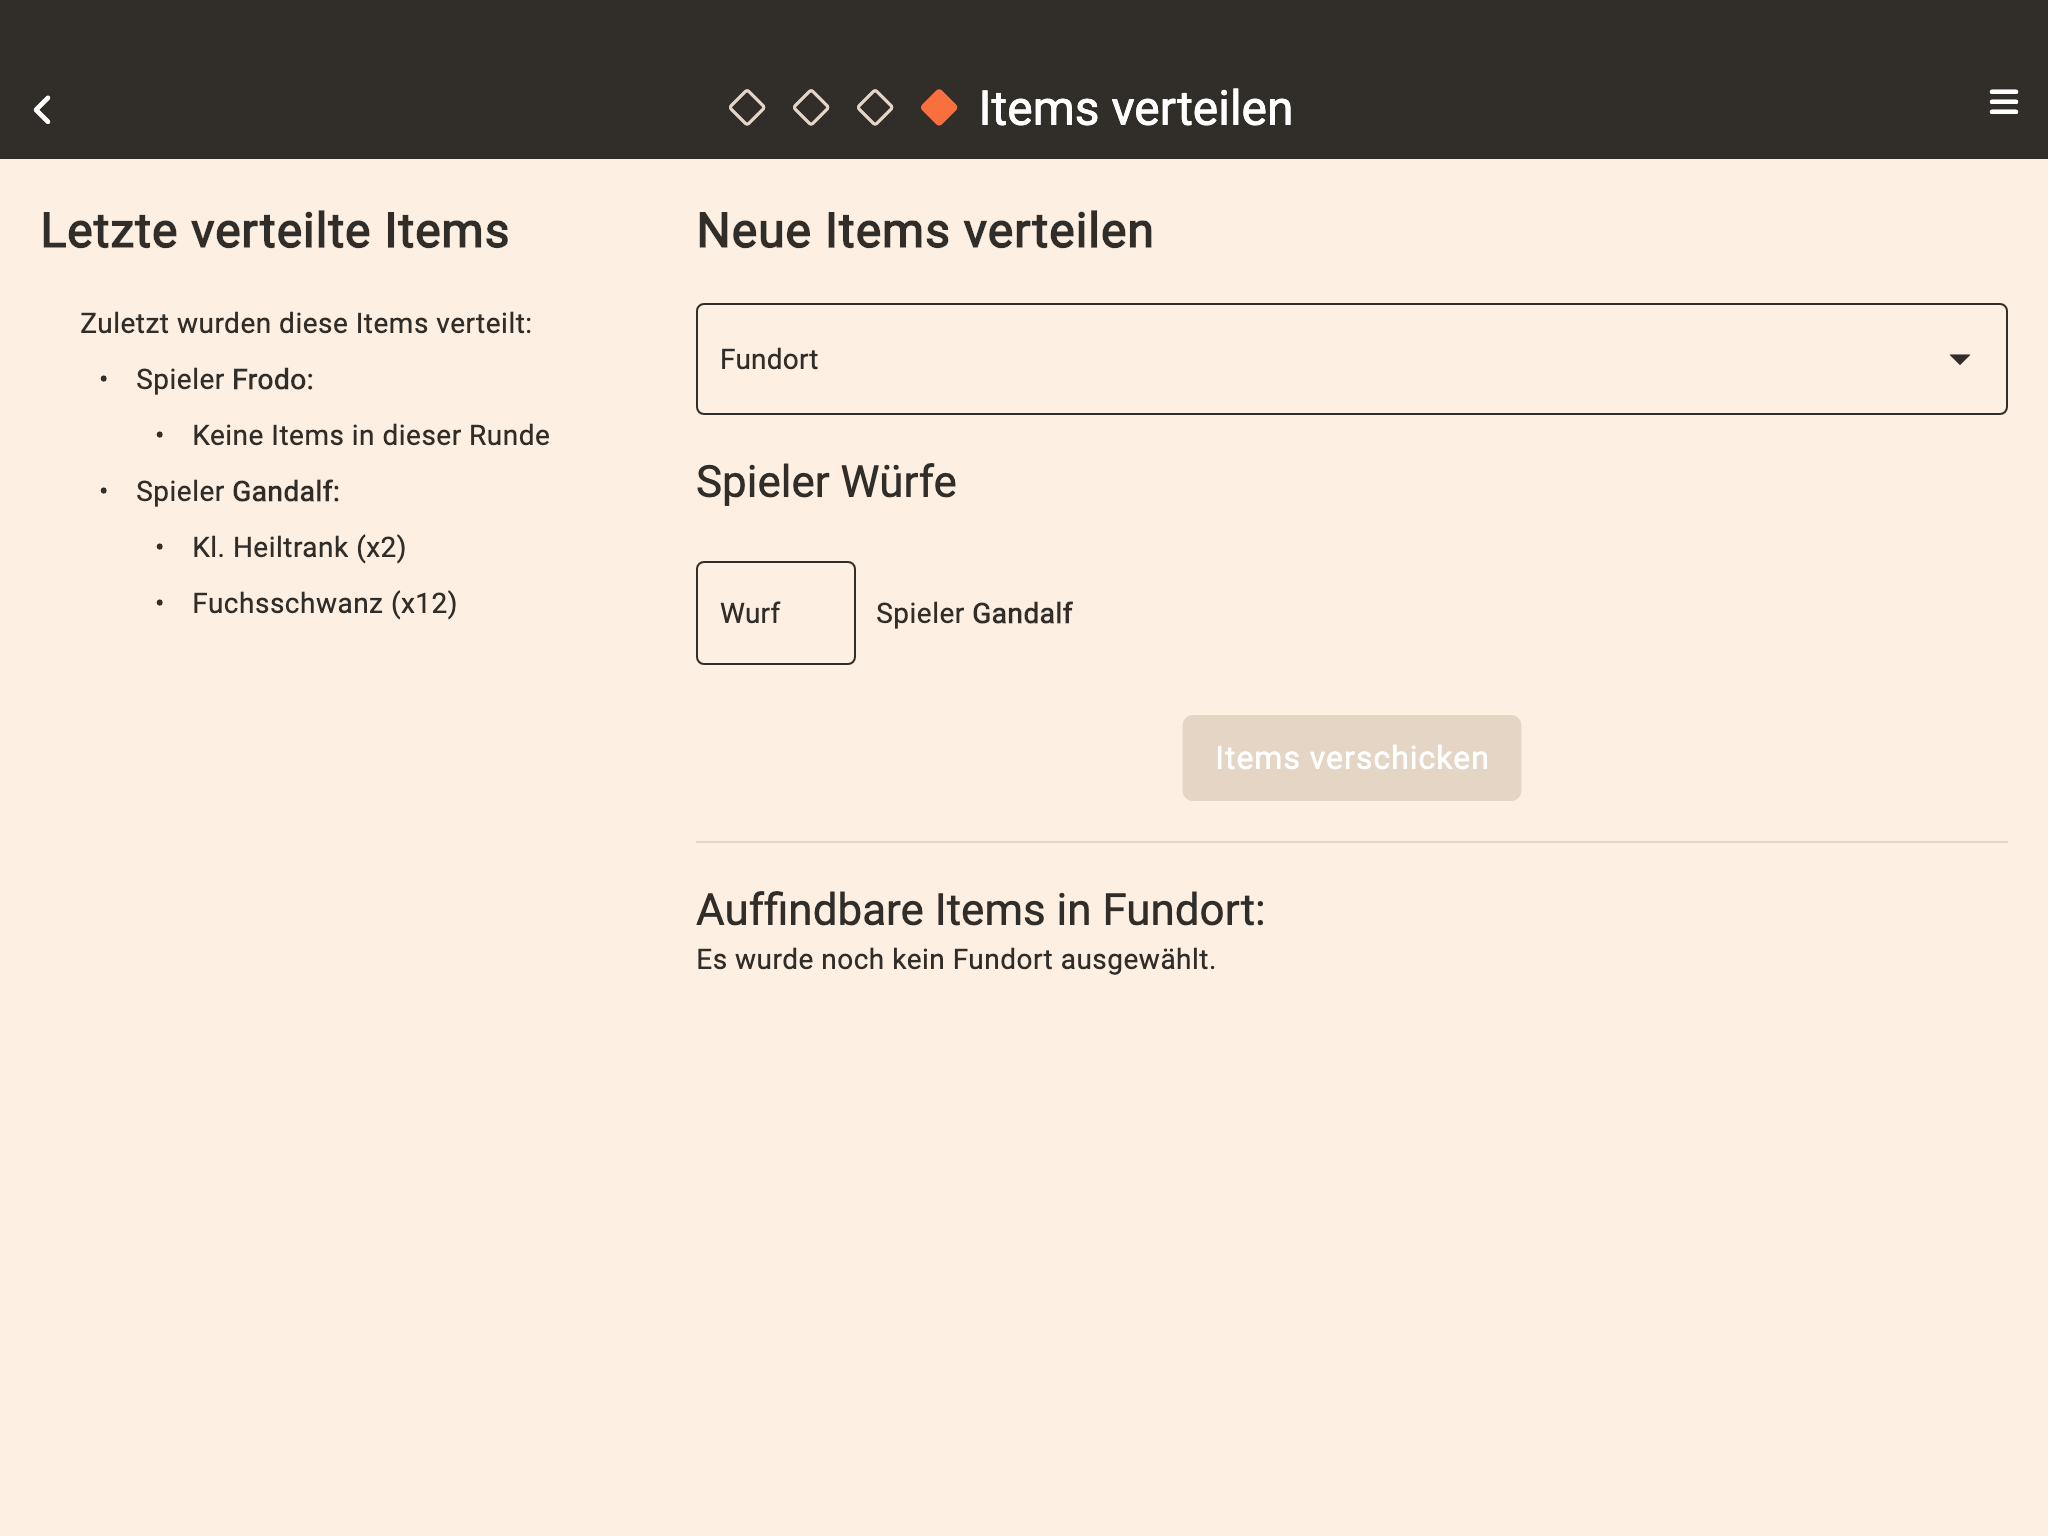 Items verteilen
Letzte verteilte Items
Zuletzt wurden diese Items verteilt:
• Spieler Frodo:
• Keine Items in dieser Runde
• Spieler Gandalf:
• Kl. Heiltrank (x2)
• Fuchsschwanz (x12)
Neue Items verteilen
Fundort
Spieler Würfe
Wurf Spieler Gandalf
Items verschicken
Auffindbare Items in Fundort:
Es wurde noch kein Fundort ausgewählt.